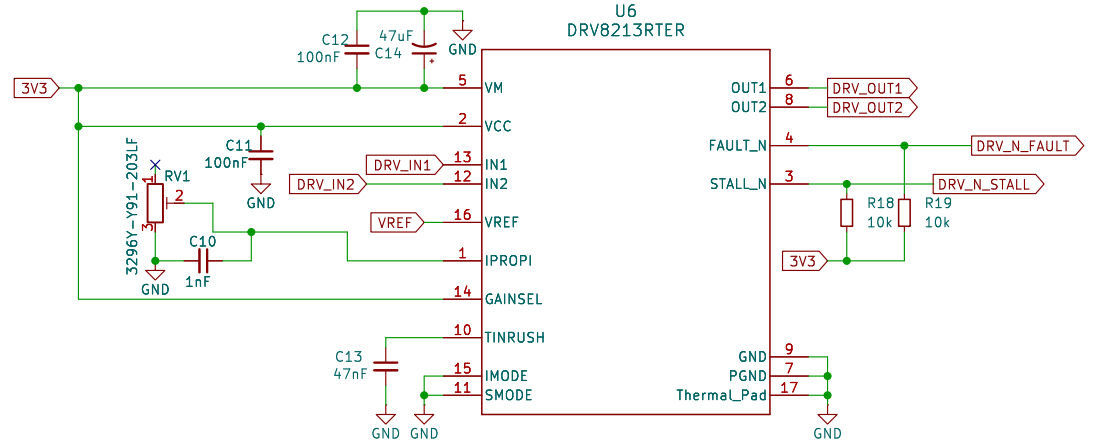 U6
DRV8213RTER
C12
100nF
47uF
C14
+
GND
3V3
5
VM
2
VCC
C11
100nF
GND
DRV_IN1
13
IN1
DRV_IN2
12
IN2
3296Y-Y91-203LF
1
RV1
2
3
VREF
16
VREF
C10
1nF
GND
1
IPROPI
14
GAINSEL
10
TINRUSH
C13
47nF
GND
15
IMODE
11
SMODE
GND
OUT1
6
DRV_OUT1
OUT2
8
DRV_OUT2
FAULT_N
4
DRV_N_FAULT
STALL_N
3
DRV_N_STALL
R18
10k
R19
10k
3V3
GND
9
PGND
7
Thermal_Pad
17
GND